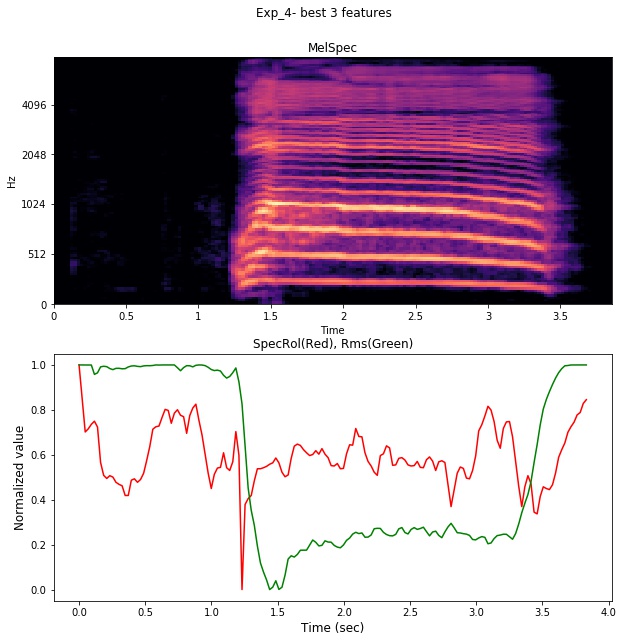 Exp_4- best 3 features
MelSpec
4096
2048
1024
512
0
Hz
0 0.5 1 1.5 2 2.5 3 3.5
Time
SpecRol(Red), Rms(Green)
1.0
0.8
0.6
0.4
0.2
0.0
Normalized value
0.0 0.5 1.0 1.5 2.0 2.5 3.0 3.5 4.0
Time (sec)